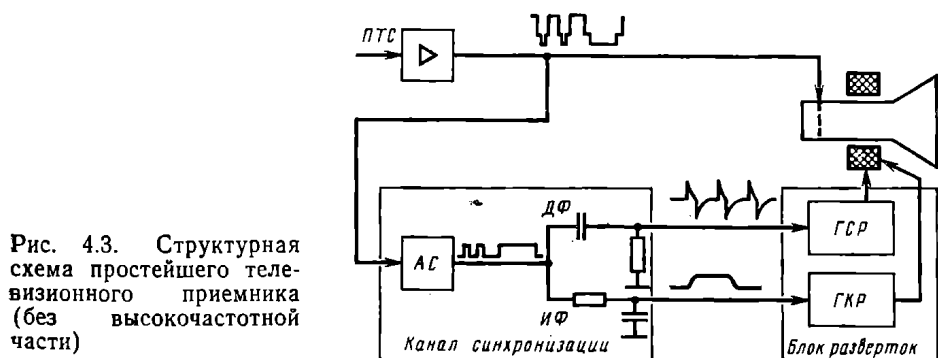 ПТС
ДФ
ГСР
АС
ГКР
ИФ
Канал синхронизации
Блок разверток
Рис. 4.3. Структурная
схема простейшего теле-
визионного приемника
(без высокочастотной
части)